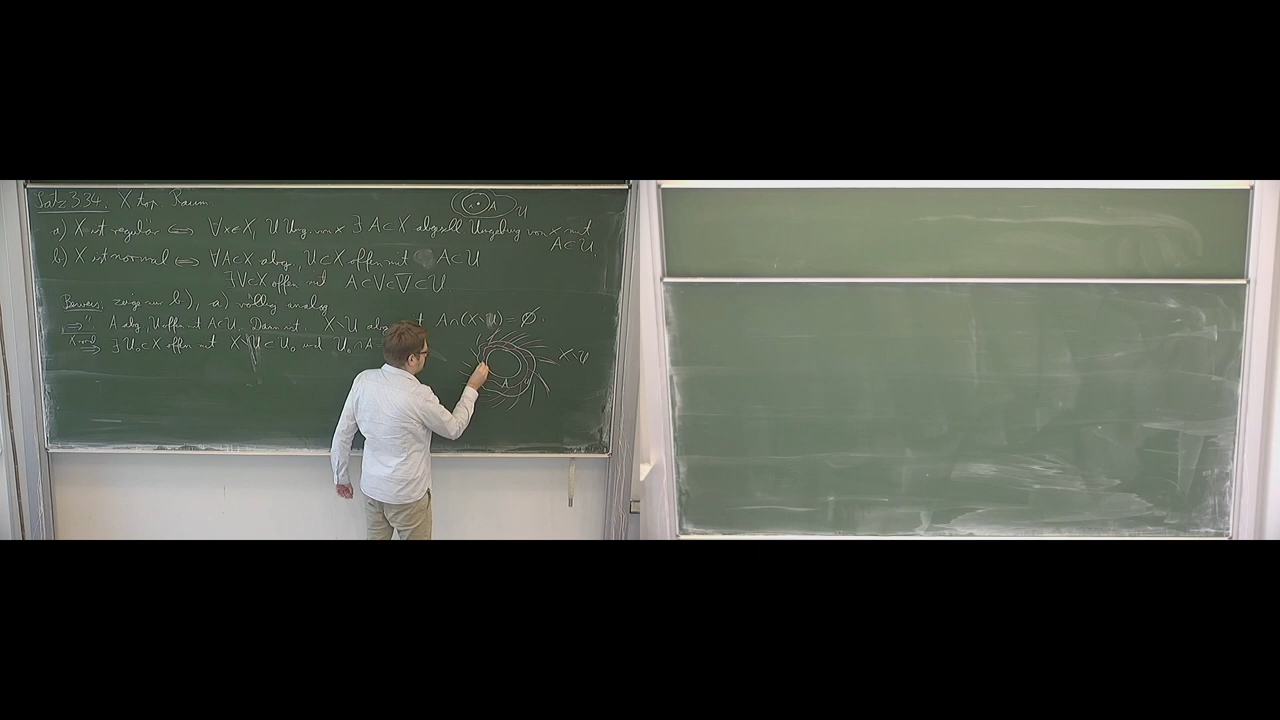 Satz 3.34. X top. Raum
a) X ist regulär ⇔ ∀x∈X, U Umg. von x ∃ A⊂X abgeschl Umgebung von x mit
A⊂U.
b) X ist normal ⇔ ∀A⊂X abg, U⊂X offen mit A⊂U
∃V⊂X offen mit A⊂V⊂V̅⊂U.
Beweis: zeige nur b), a) völlig analog
"⇒" A abg, U offen mit A⊂U. Dann ist X\U abg A∩(X\U)=∅.
X normal ⇒ ∃ U₀⊂X offen mit X\U⊂U₀ und U₀∩A
A U
A
X\U